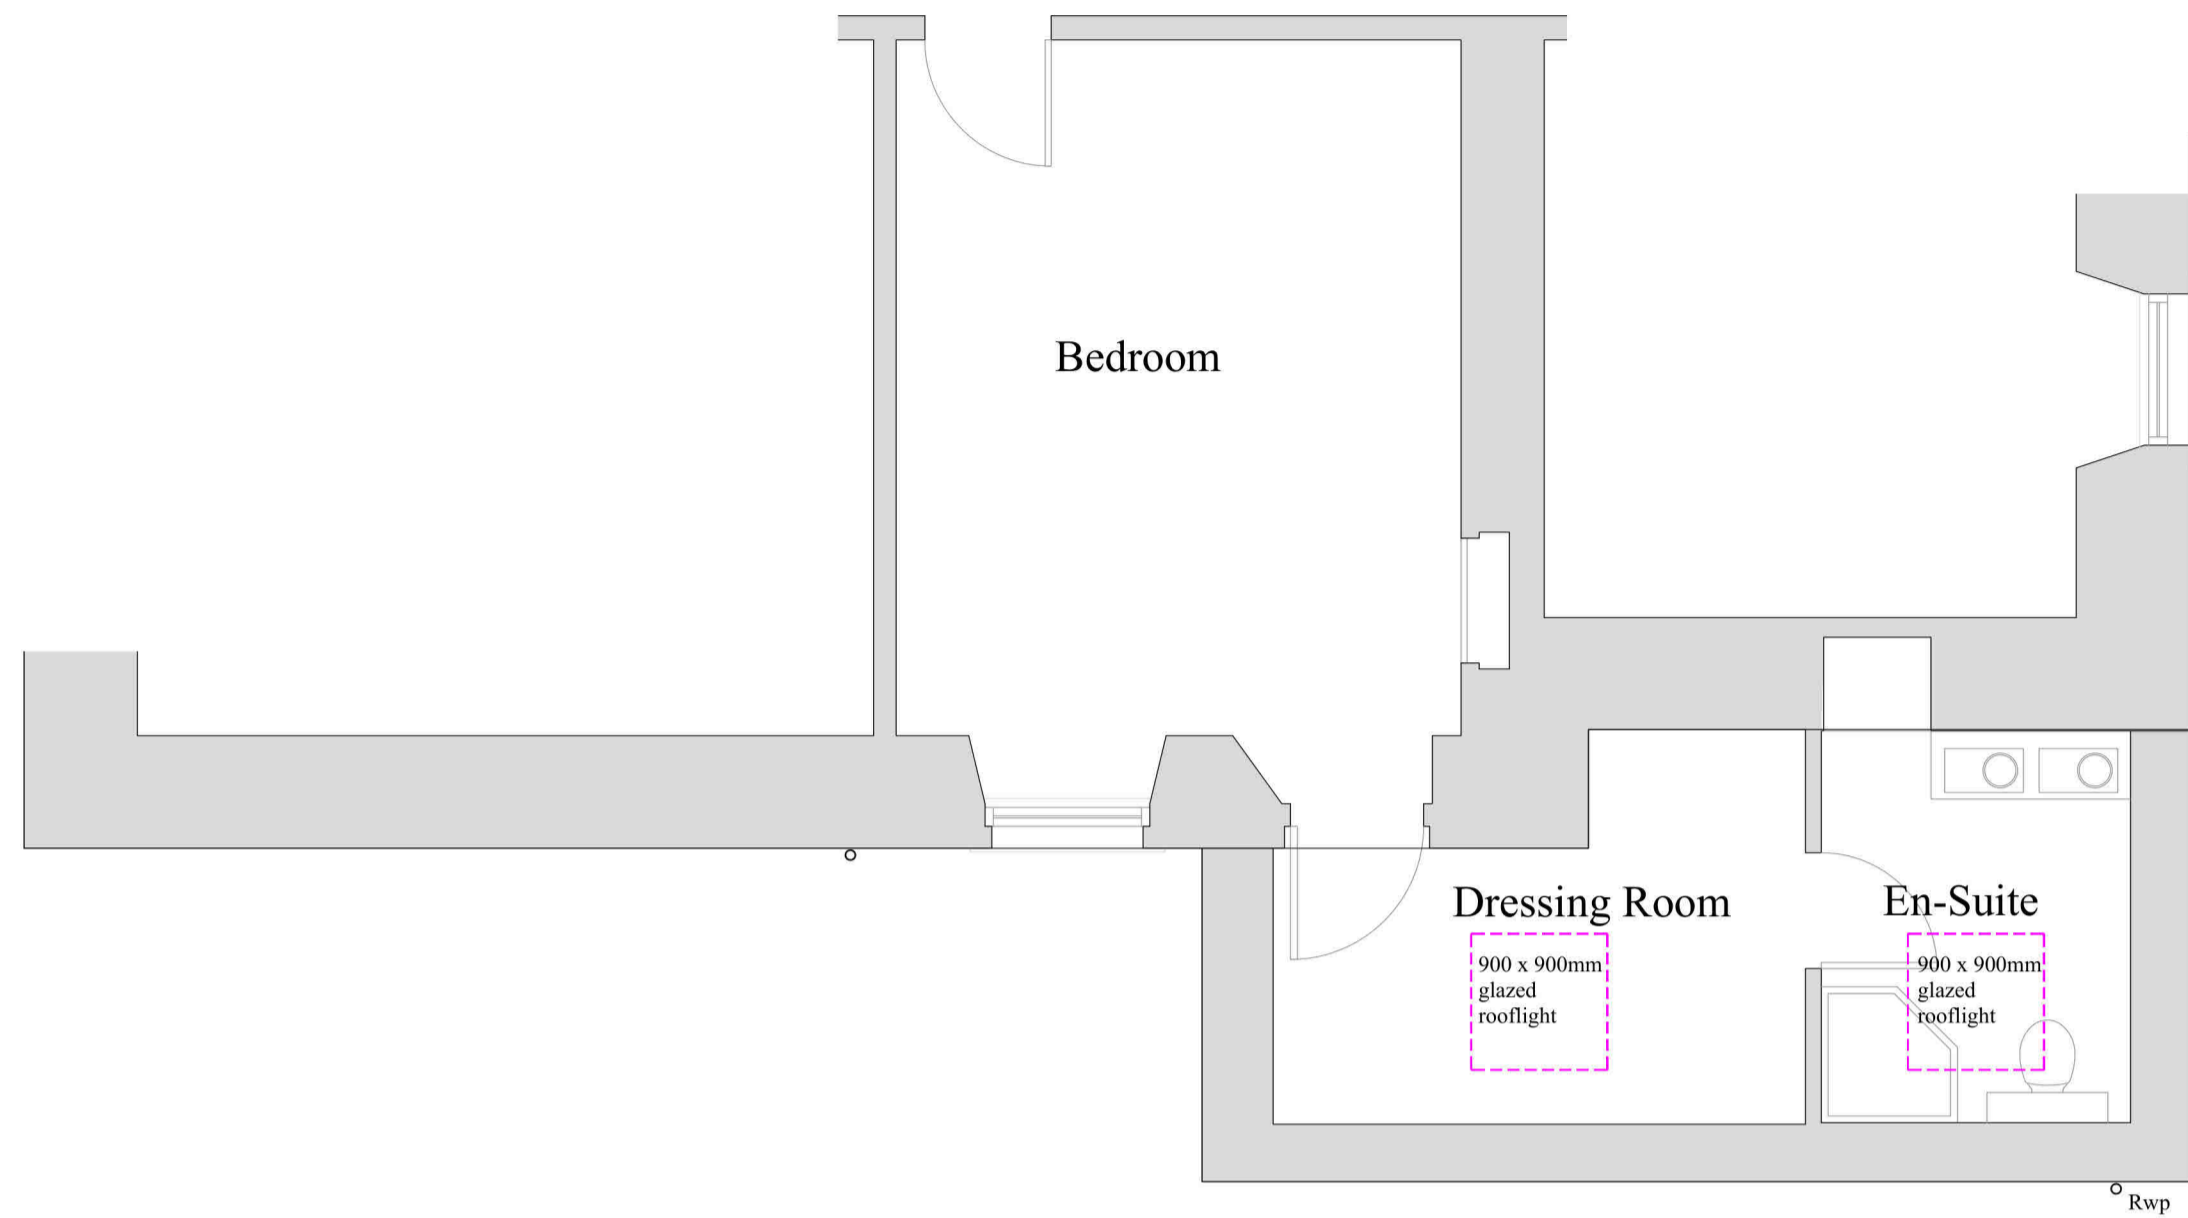 Bedroom
Dressing Room
900 x 900mm
glazed
rooflight
En-Suite
900 x 900mm
glazed
rooflight
Rwp